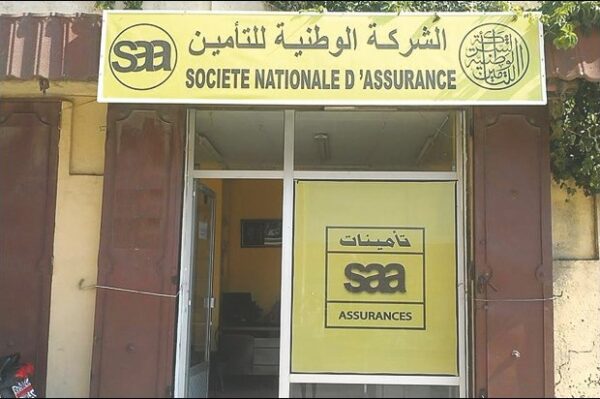 الشركة الوطنية للتأمين
saa
SOCIETE NATIONALE D 'ASSURANCE
تأمينات
saa
ASSURANCES